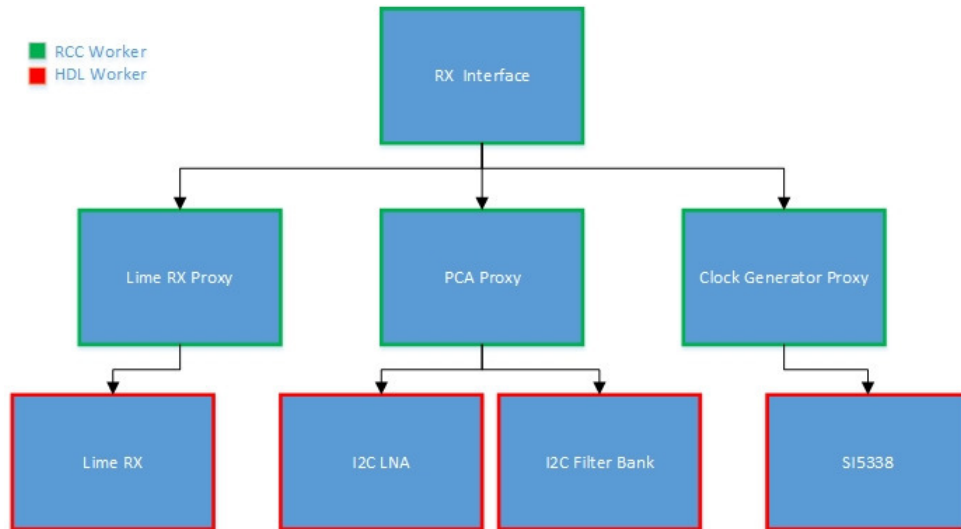 RCC Worker
HDL Worker
RX Interface
Lime RX Proxy
PCA Proxy
Clock Generator Proxy
Lime RX
I2C LNA
I2C Filter Bank
SI5338